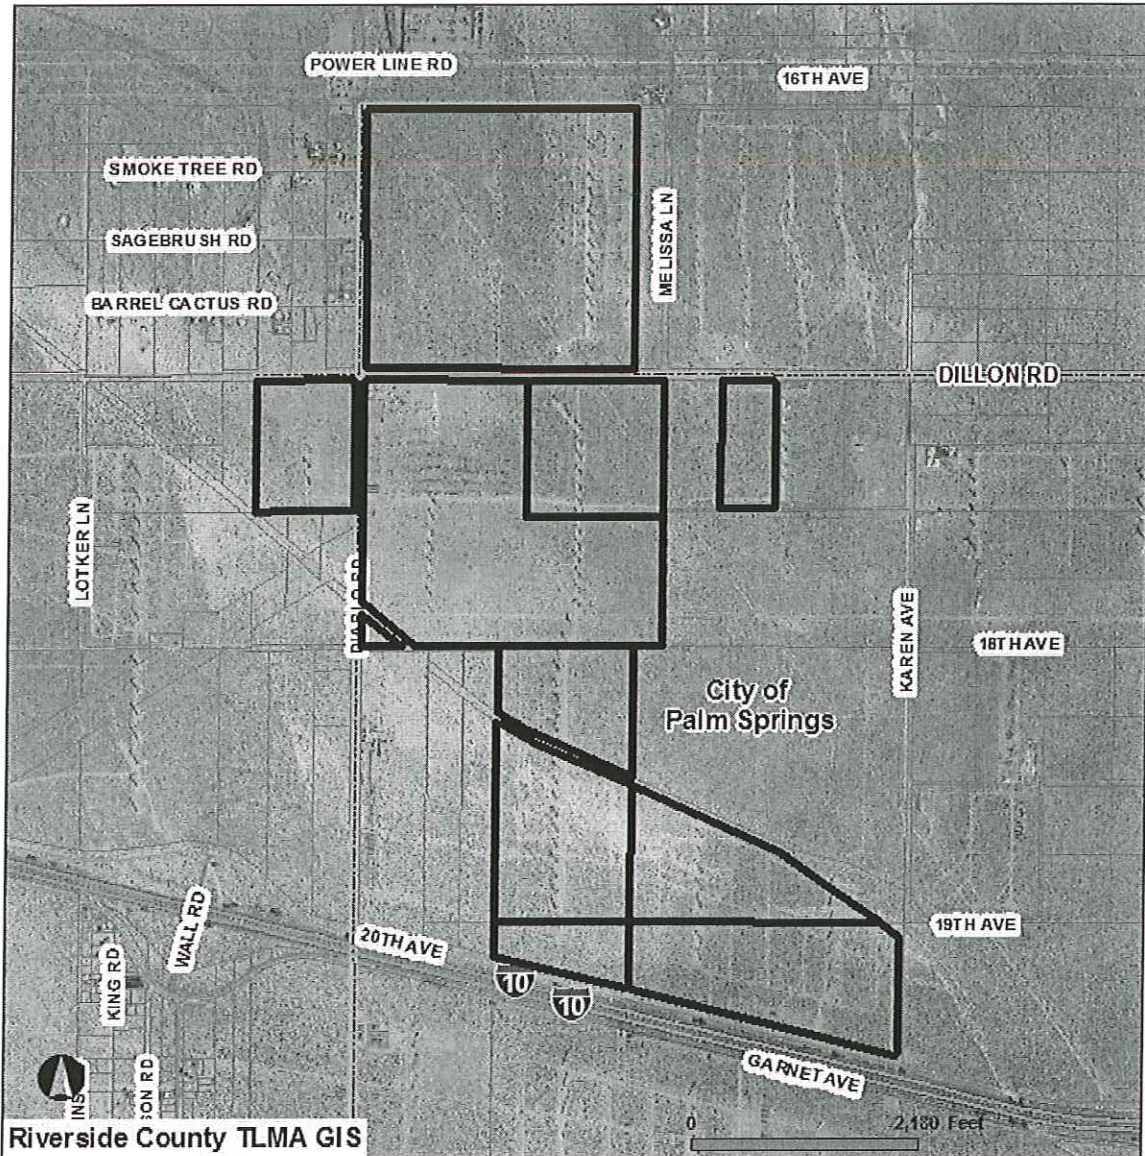 POWER LINE RD
16TH AVE
SMOKE TREE RD
SAGEBRUSH RD
MELISSA LN
BARREL CACTUS RD
DILLON RD
LOTKER LN
KAREN AVE
18TH AVE
City of
Palm Springs
WALL RD
20TH AVE
19TH AVE
KING RD
10
10
GARNET AVE
SON RD
0
2,180 Feet
Riverside County TLMA GIS